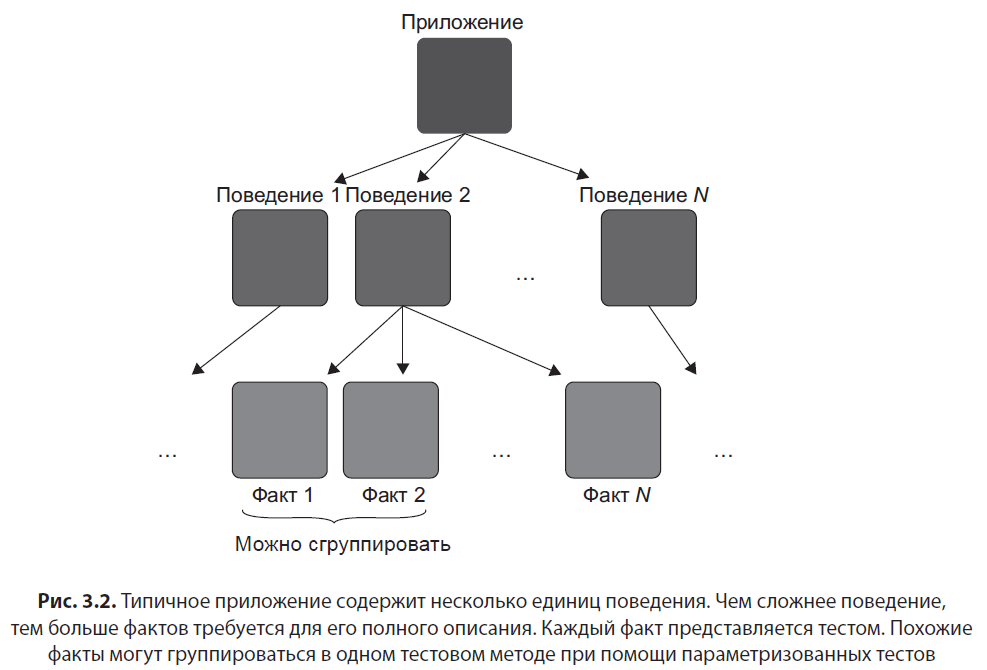 Приложение
Поведение 1 Поведение 2 Поведение N
...
... ... ...
Факт 1 Факт 2 Факт N
Можно сгруппировать
Рис. 3.2. Типичное приложение содержит несколько единиц поведения. Чем сложнее поведение,
тем больше фактов требуется для его полного описания. Каждый факт представляется тестом. Похожие
факты могут группироваться в одном тестовом методе при помощи параметризованных тестов